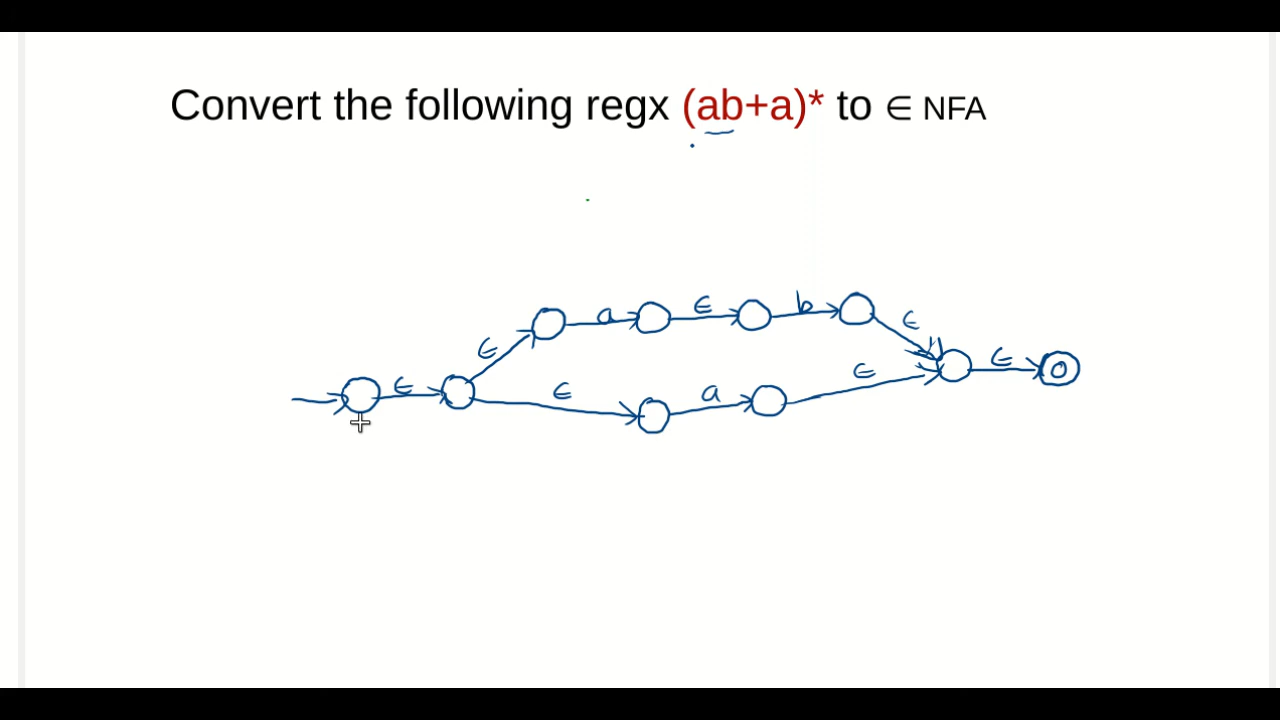 Convert the following regx (ab+a)* to ∈ NFA
a ∈ b
∈ ∈
∈ ∈ a ∈ ∈